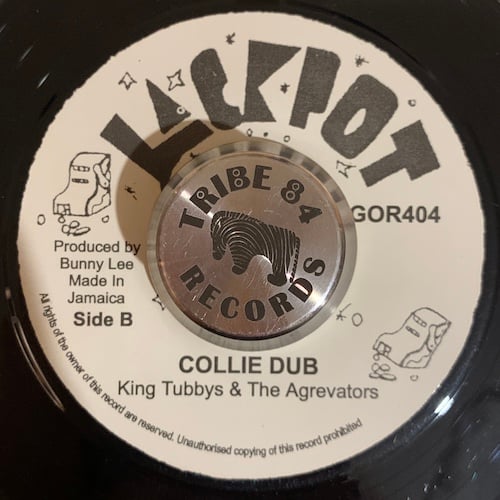 JACKPOT
TRIBE 84
RECORDS
GOR404
Produced by
Bunny Lee
Made In
Jamaica
Side B
COLLIE DUB
King Tubbys & The Agrevators
All rights of the owner of this record are reserved. Unauthorised copying of this record prohibited